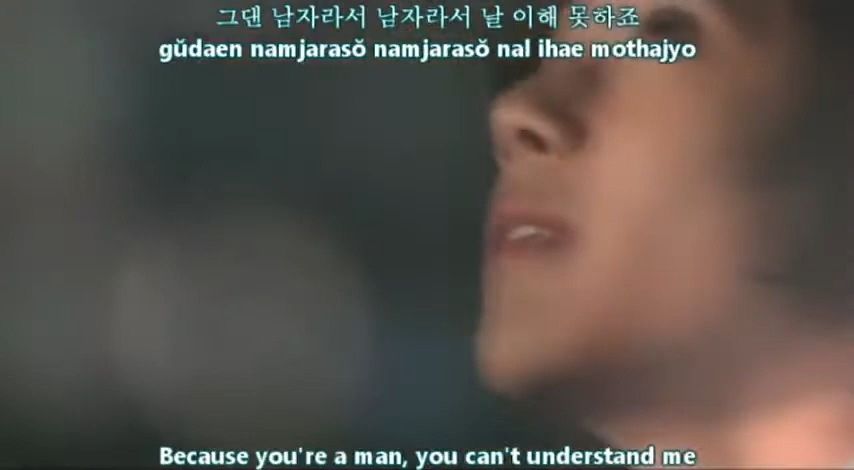 그댄 남자라서 남자라서 날 이해 못하죠
gŭdaen namjarasŏ namjarasŏ nal ihae mothajyo
Because you're a man, you can't understand me